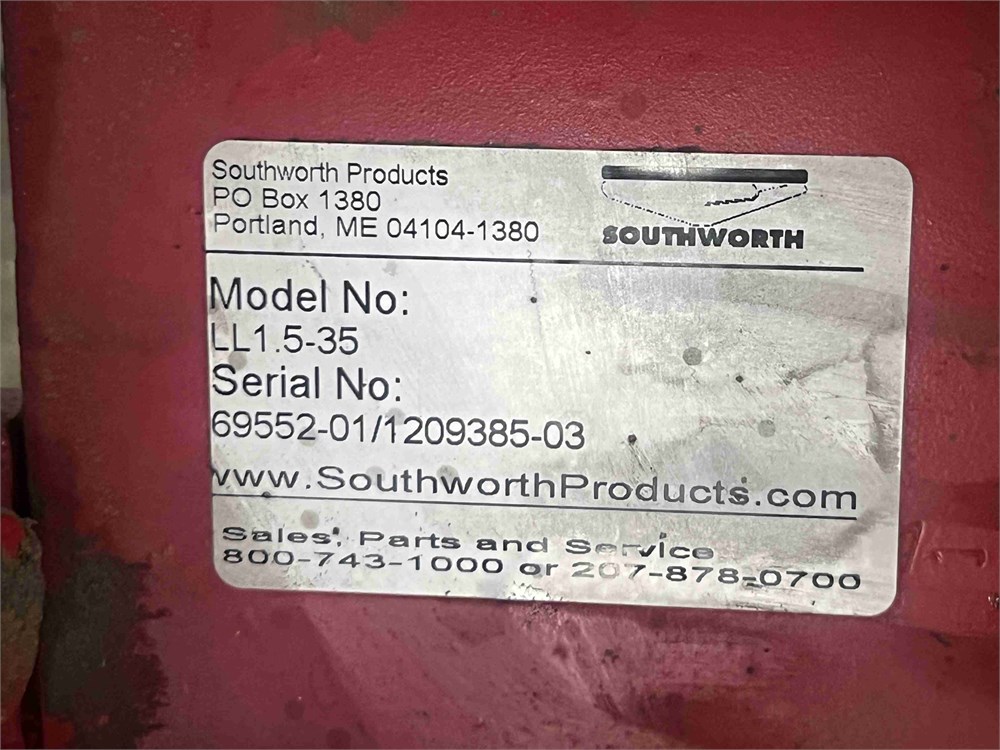 Southworth Products
PO Box 1380
Portland, ME 04104-1380
SOUTHWORTH
Model No:
LL1.5-35
Serial No:
69552-01/1209385-03
www.SouthworthProducts.com
Sales, Parts and Service
800-743-1000 or 207-878-0700